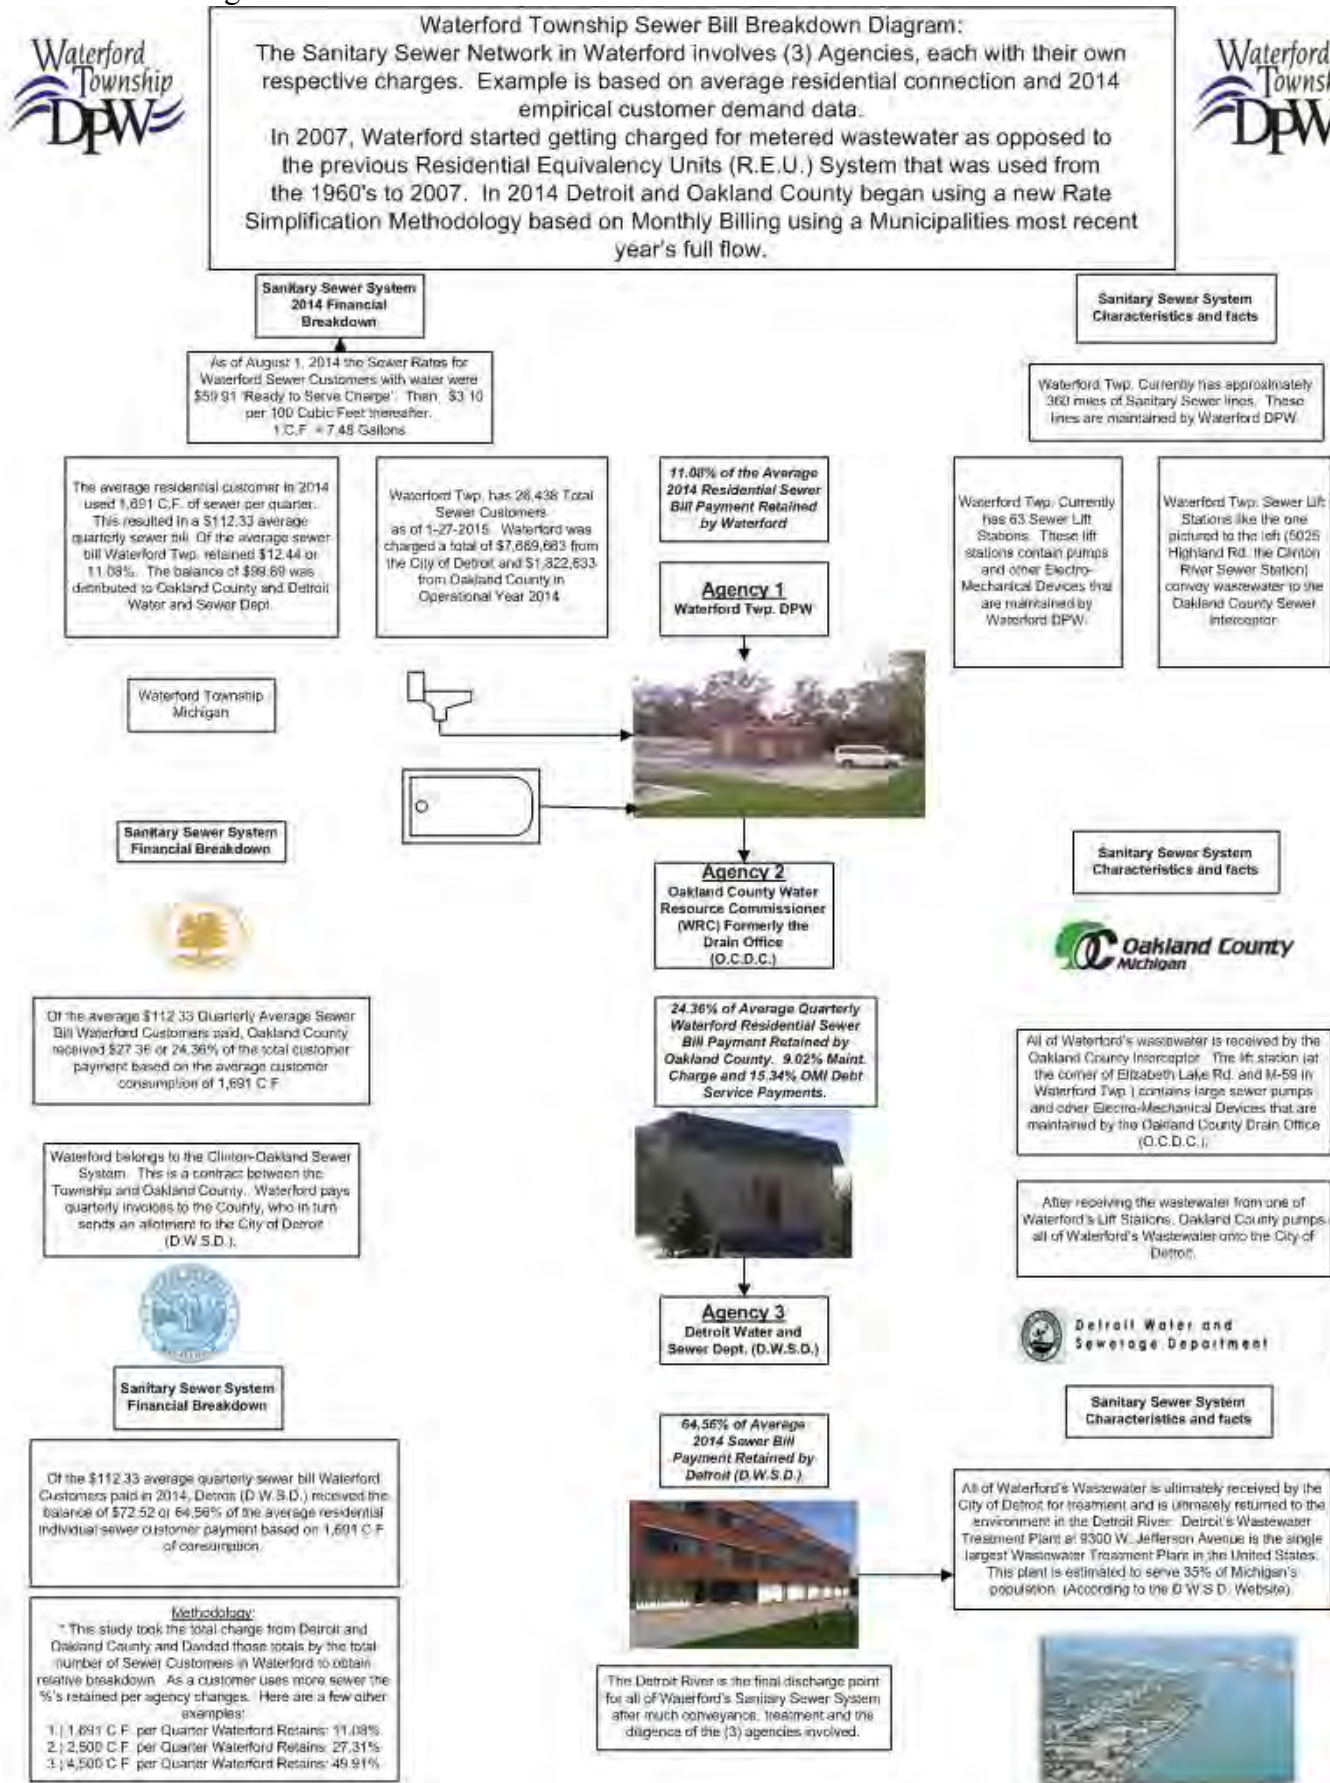 Waterford
Township
DPW
Waterford Township Sewer Bill Breakdown Diagram:
The Sanitary Sewer Network in Waterford involves (3) Agencies, each with their own
respective charges. Example is based on average residential connection and 2014
empirical customer demand data.
In 2007, Waterford started getting charged for metered wastewater as opposed to
the previous Residential Equivalency Units (R.E.U.) System that was used from
the 1960's to 2007. In 2014 Detroit and Oakland County began using a new Rate
Simplification Methodology based on Monthly Billing using a Municipalities most recent
year's full flow.
Waterford
Townsh
DPW
Sanitary Sewer System
2014 Financial
Breakdown
As of August 1, 2014 the Sewer Rates for
Waterford Sewer Customers with water were
$59.91 'Ready to Serve Charge'. Then $3.10
per 100 Cubic Feet thereafter.
1 C.F. = 7.48 Gallons
Sanitary Sewer System
Characteristics and facts
Waterford Twp. Currently has approximately
360 miles of Sanitary Sewer lines. These
lines are maintained by Waterford DPW.
The average residential customer in 2014
used 1,691 C.F. of sewer per quarter.
This resulted in a $112.33 average
quarterly sewer bill. Of the average sewer
bill Waterford Twp. retained $12.44 or
11.08%. The balance of $99.89 was
distributed to Oakland County and Detroit
Water and Sewer Dept.
Waterford Twp. has 26,438 Total
Sewer Customers
as of 1-27-2015. Waterford was
charged a total of $7,669,663 from
the City of Detroit and $1,822,633
from Oakland County in
Operational Year 2014
11.08% of the Average
2014 Residential Sewer
Bill Payment Retained
by Waterford
Agency 1
Waterford Twp. DPW
Waterford Twp. Currently
has 63 Sewer Lift
Stations. These lift
stations contain pumps
and other Electro-
Mechanical Devices that
are maintained by
Waterford DPW.
Waterford Twp. Sewer Lift
Stations like the one
pictured to the left (5025
Highland Rd. the Clinton
River Sewer Station)
convey wastewater to the
Oakland County Sewer
Interceptor
Waterford Township
Michigan
Sanitary Sewer System
Financial Breakdown
Agency 2
Oakland County Water
Resource Commissioner
(WRC) Formerly the
Drain Office
(O.C.D.C.)
Sanitary Sewer System
Characteristics and facts
OC Oakland County
Michigan
Of the average $112.33 Quarterly Average Sewer
Bill Waterford Customers paid, Oakland County
received $27.36 or 24.36% of the total customer
payment based on the average customer
consumption of 1,691 C.F.
24.36% of Average Quarterly
Waterford Residential Sewer
Bill Payment Retained by
Oakland County. 9.02% Maint.
Charge and 15.34% OMI Debt
Service Payments.
All of Waterford's wastewater is received by the
Oakland County Interceptor. The lift station (at
the corner of Elizabeth Lake Rd. and M-59 in
Waterford Twp.) contains large sewer pumps
and other Electro-Mechanical Devices that are
maintained by the Oakland County Drain Office
(O.C.D.C.).
Waterford belongs to the Clinton-Oakland Sewer
System. This is a contract between the
Township and Oakland County. Waterford pays
quarterly invoices to the County, who in turn
sends an allotment to the City of Detroit
(D.W.S.D.).
After receiving the wastewater from one of
Waterford's Lift Stations, Oakland County pumps
all of Waterford's Wastewater onto the City of
Detroit.
Agency 3
Detroit Water and
Sewer Dept. (D.W.S.D.)
Detroit Water and
Sewerage Department
Sanitary Sewer System
Financial Breakdown
Sanitary Sewer System
Characteristics and facts
64.56% of Average
2014 Sewer Bill
Payment Retained by
Detroit (D.W.S.D.)
Of the $112.33 average quarterly sewer bill Waterford
Customers paid in 2014, Detroit (D.W.S.D.) received the
balance of $72.52 or 64.56% of the average residential
individual sewer customer payment based on 1,691 C.F.
of consumption.
All of Waterford's Wastewater is ultimately received by the
City of Detroit for treatment and is ultimately returned to the
environment in the Detroit River. Detroit's Wastewater
Treatment Plant at 9300 W. Jefferson Avenue is the single
largest Wastewater Treatment Plant in the United States.
This plant is estimated to serve 35% of Michigan's
population. (According to the D.W.S.D. Website)
Methodology:
* This study took the total charge from Detroit and
Oakland County and Divided those totals by the total
number of Sewer Customers in Waterford to obtain
relative breakdown. As a customer uses more sewer the
%'s retained per agency changes. Here are a few other
examples:
1.) 1,691 C.F. per Quarter Waterford Retains: 11.08%
2.) 2,500 C.F. per Quarter Waterford Retains: 27.31%
3.) 4,500 C.F. per Quarter Waterford Retains: 49.91%
The Detroit River is the final discharge point
for all of Waterford's Sanitary Sewer System
after much conveyance, treatment and the
diligence of the (3) agencies involved.